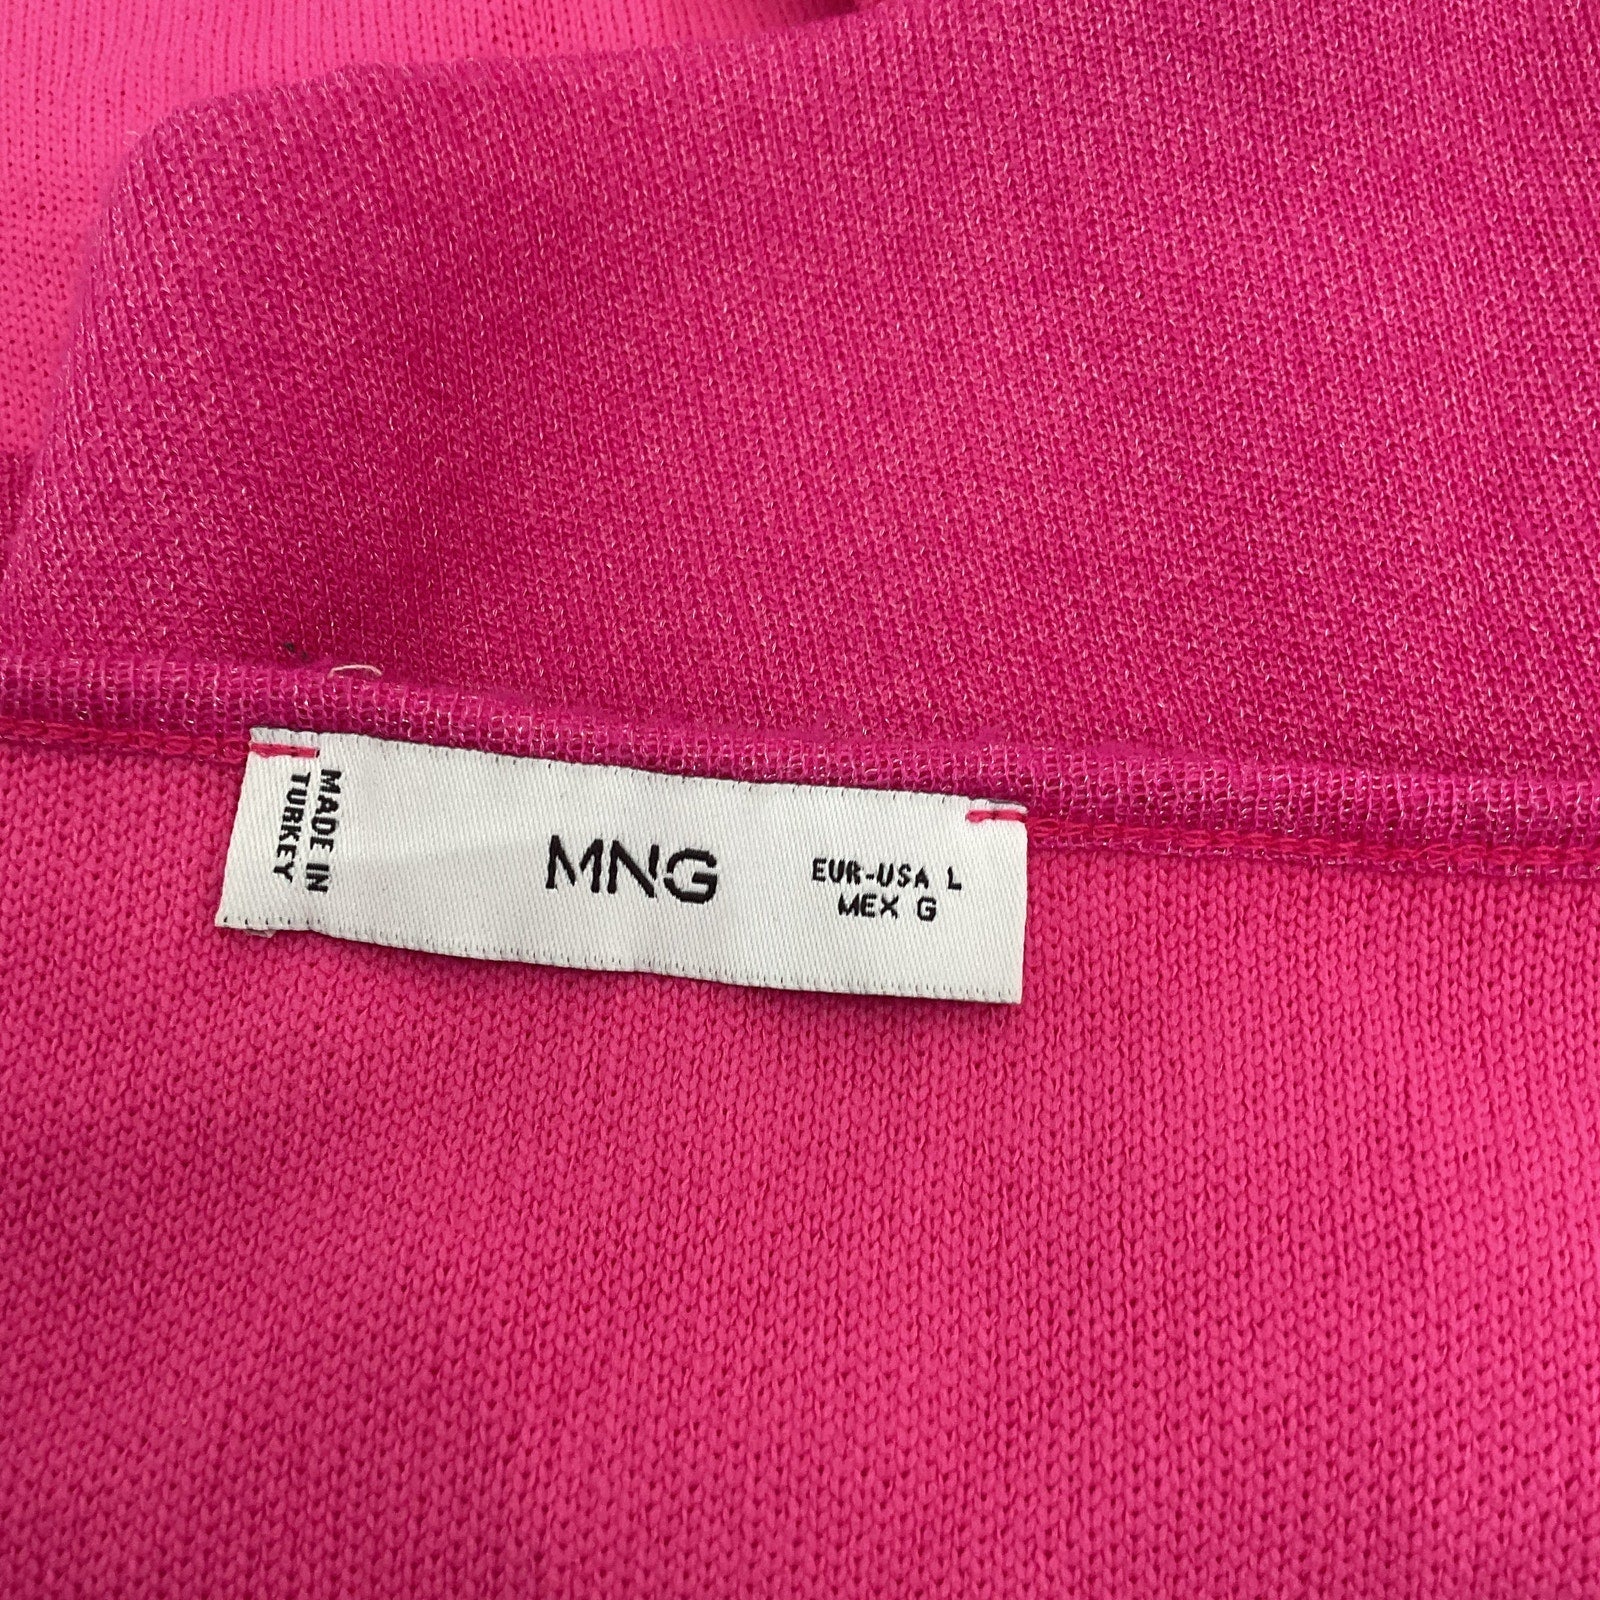 MADE IN
TURKEY
MNG
EUR-USA L
MEX G